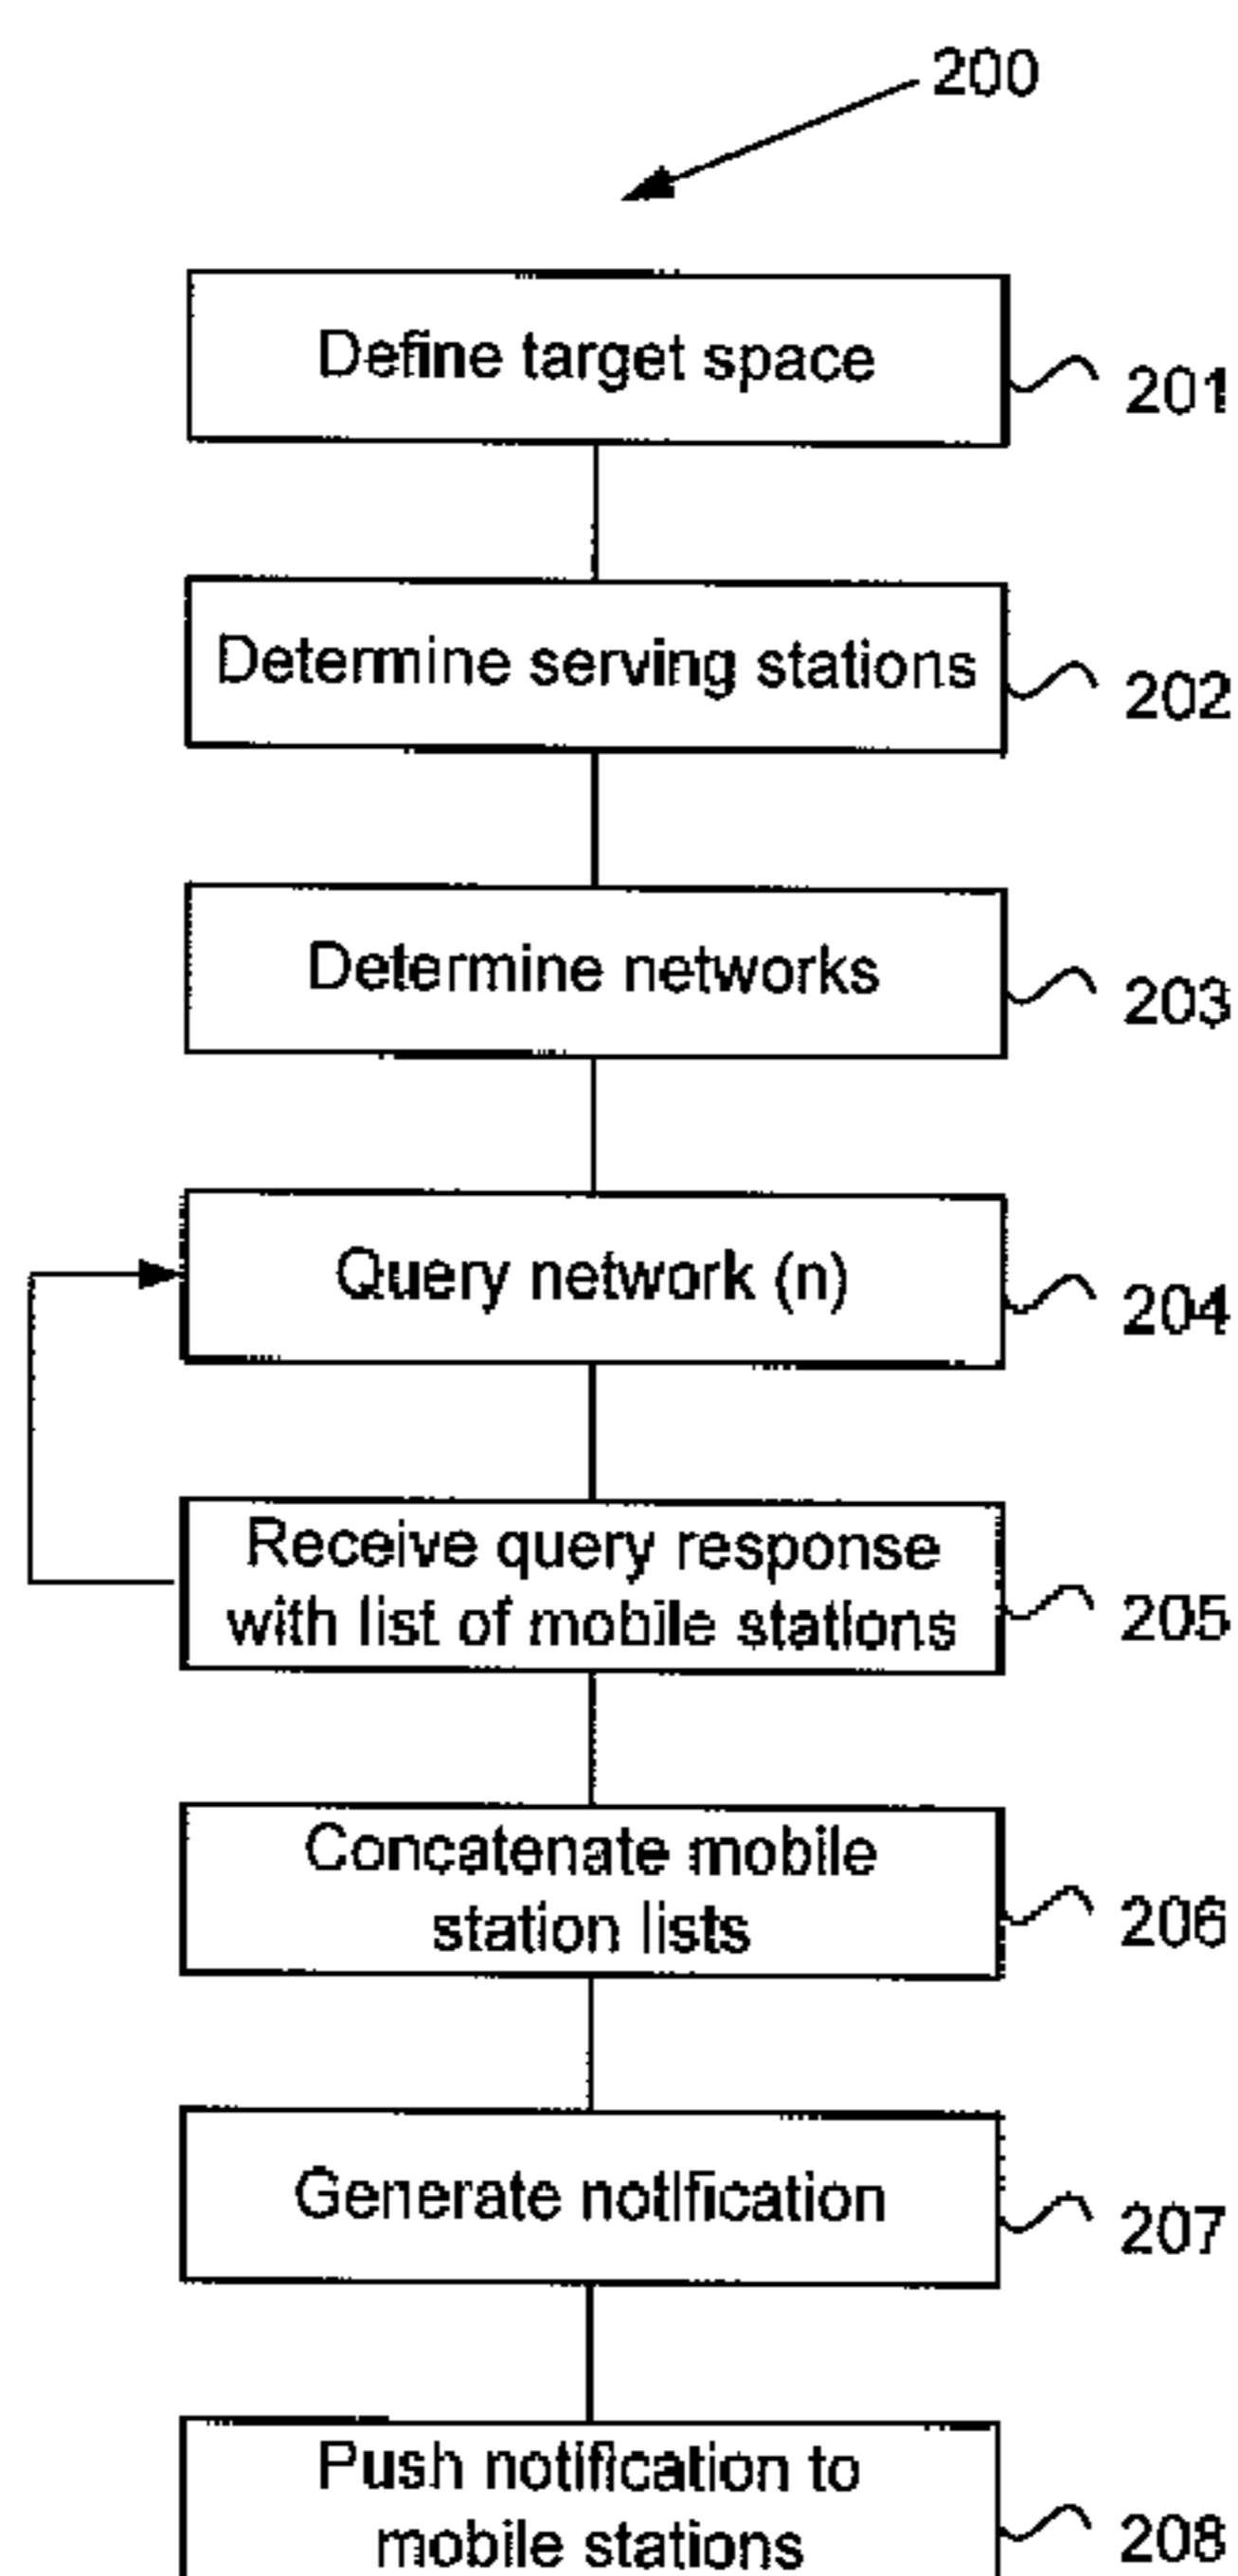 200
Define target space
201
Determine serving stations
202
Determine networks
203
Query network (n)
204
Receive query response
with list of mobile stations
205
Concatenate mobile
station lists
206
Generate notification
207
Push notification to
mobile stations
208